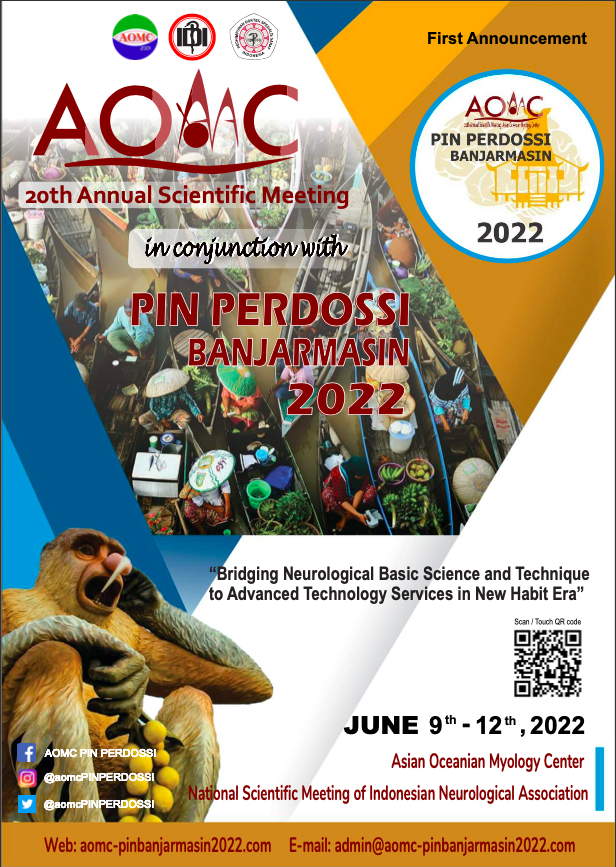 AOMC
2001
IDI
First Announcement
AOMC
20th Annual Scientific Meeting
in conjunction with
PIN PERDOSSI
BANJARMASIN
2022
AOMC
PIN PERDOSSI
BANJARMASIN
2022
“Bridging Neurological Basic Science and Technique
to Advanced Technology Services in New Habit Era”
Scan / Touch QR code
JUNE 9th - 12th, 2022
Asian Oceanian Myology Center
National Scientific Meeting of Indonesian Neurological Association
AOMC PIN PERDOSSI
@aomcPINPERDOSSI
@aomcPINPERDOSSI
Web: aomc-pinbanjarmasin2022.com E-mail: admin@aomc-pinbanjarmasin2022.com